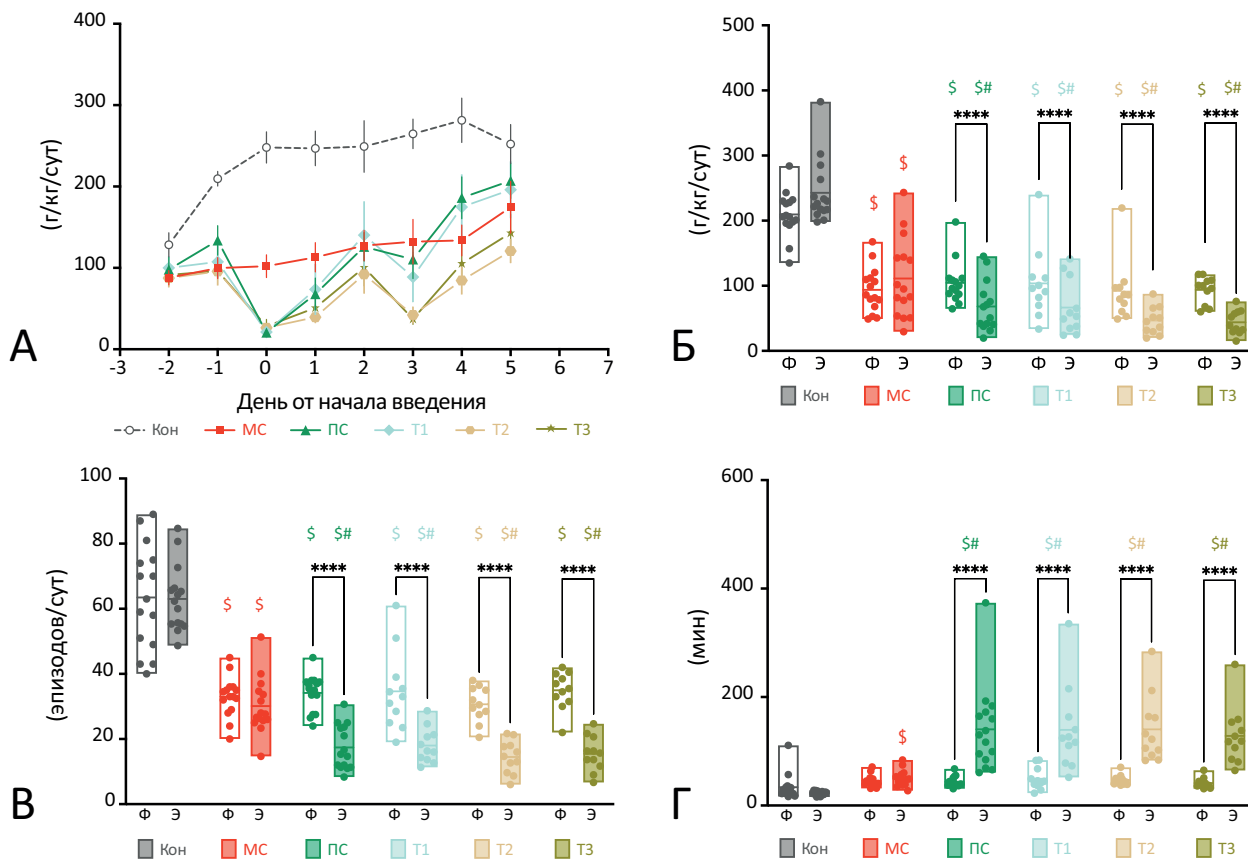 400
300
200
100
0
(г/кг/сут)
-3 -2 -1 0 1 2 3 4 5 6 7
День от начала введения
Кон МС ПС Т1 Т2 Т3
А
500
400
300
200
100
0
(г/кг/сут)
$ $ $ $# $ $# $ $# $ $#
**** **** **** ****
Ф Э Ф Э Ф Э Ф Э Ф Э Ф Э
Кон МС ПС Т1 Т2 Т3
Б
100
80
60
40
20
0
(эпизодов/сут)
$ $ $ $# $ $# $ $# $ $#
**** **** **** ****
Ф Э Ф Э Ф Э Ф Э Ф Э Ф Э
Кон МС ПС Т1 Т2 Т3
В
600
400
200
0
(мин)
$ $# $# $# $#
**** **** **** ****
Ф Э Ф Э Ф Э Ф Э Ф Э Ф Э
Кон МС ПС Т1 Т2 Т3
Г